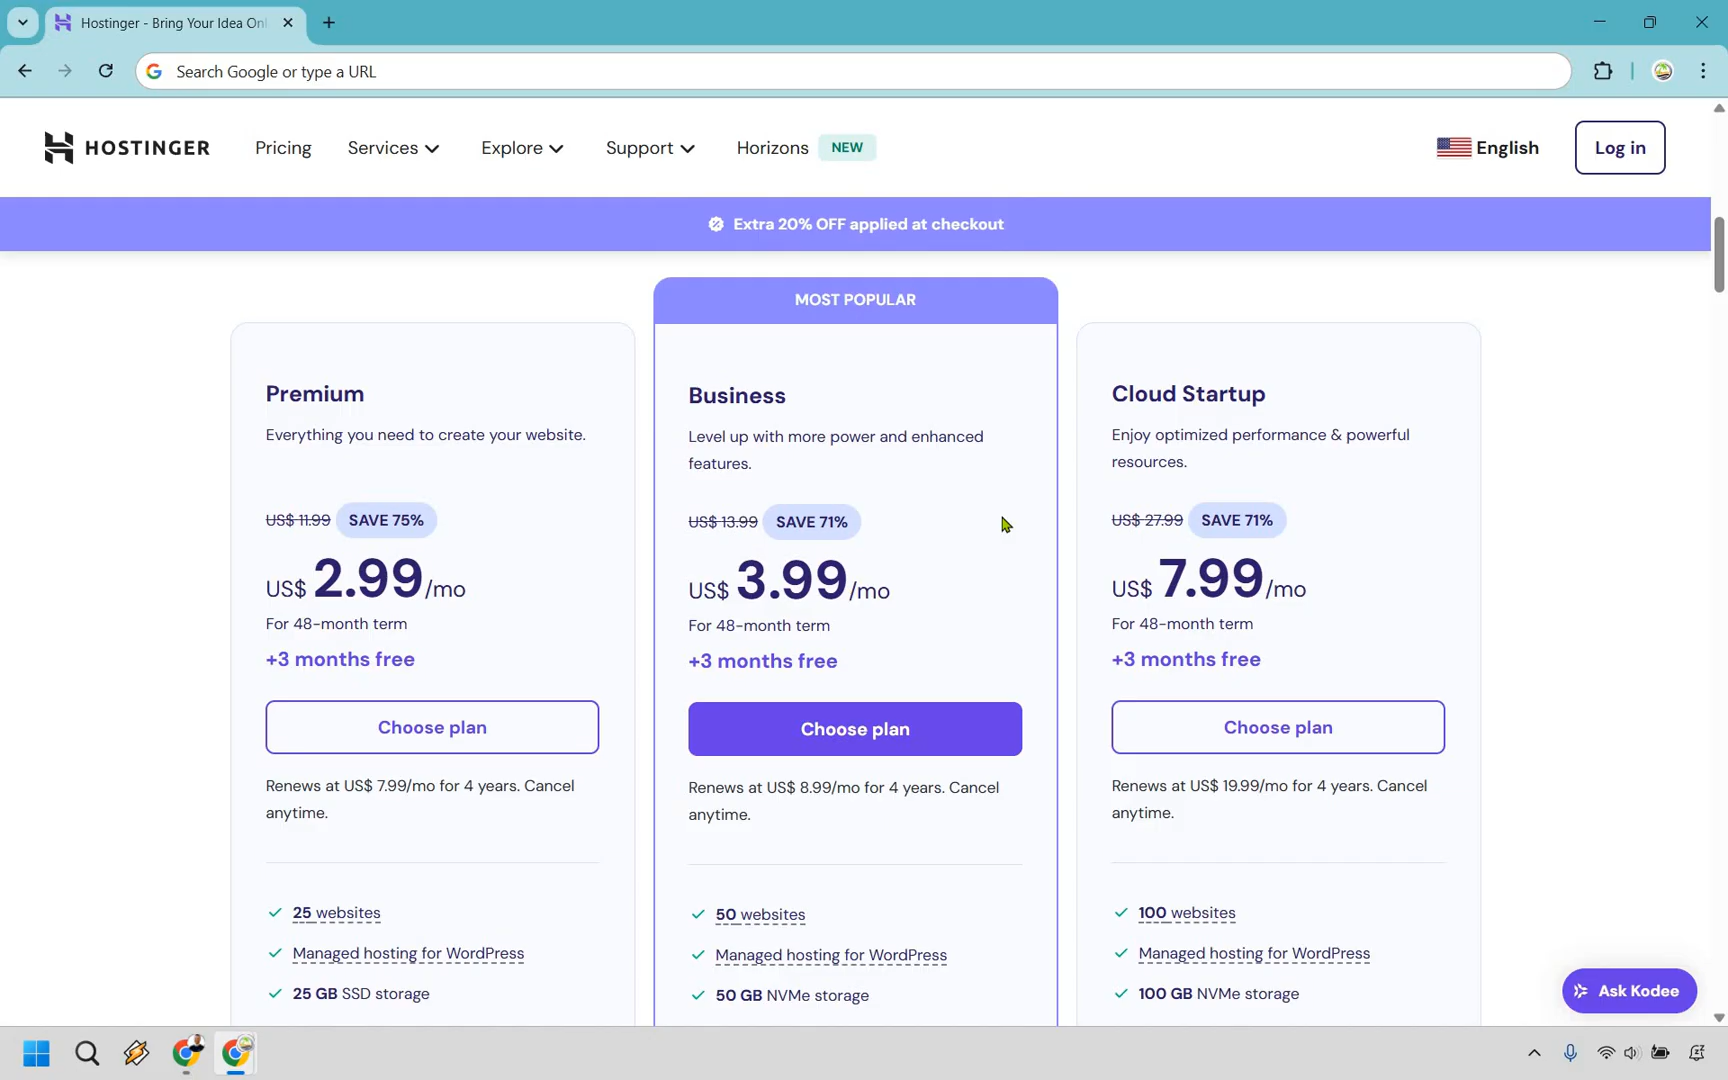 Hostinger - Bring Your Idea Onl
Search Google or type a URL
HOSTINGER
Pricing
Services
Explore
Support
Horizons
NEW
English
Log in
Extra 20% OFF applied at checkout
MOST POPULAR
Premium
Everything you need to create your website.
US$ 11.99
SAVE 75%
US$ 2.99/mo
For 48-month term
+3 months free
Choose plan
Renews at US$ 7.99/mo for 4 years. Cancel
anytime.
25 websites
Managed hosting for WordPress
25 GB SSD storage
Business
Level up with more power and enhanced
features.
US$ 13.99
SAVE 71%
US$ 3.99/mo
For 48-month term
+3 months free
Choose plan
Renews at US$ 8.99/mo for 4 years. Cancel
anytime.
50 websites
Managed hosting for WordPress
50 GB NVMe storage
Cloud Startup
Enjoy optimized performance & powerful
resources.
US$ 27.99
SAVE 71%
US$ 7.99/mo
For 48-month term
+3 months free
Choose plan
Renews at US$ 19.99/mo for 4 years. Cancel
anytime.
100 websites
Managed hosting for WordPress
100 GB NVMe storage
Ask Kodee